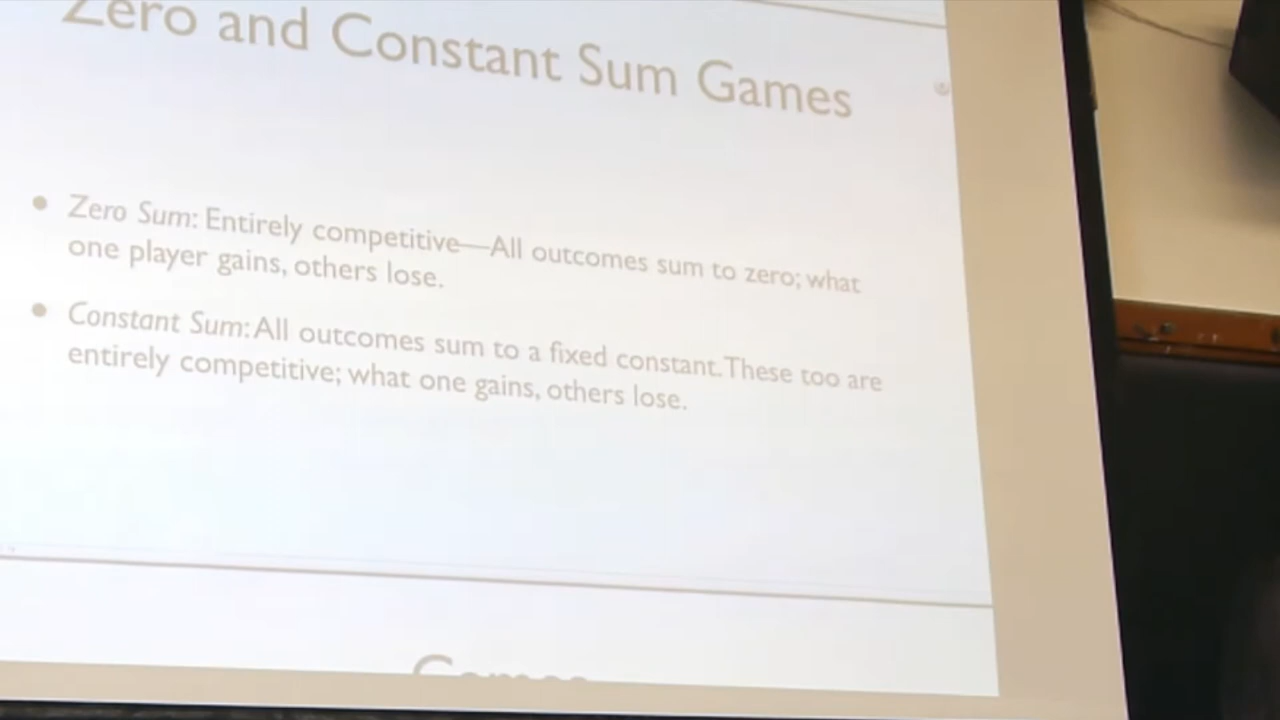 Zero and Constant Sum Games
• Zero Sum: Entirely competitive—All outcomes sum to zero; what
one player gains, others lose.
• Constant Sum: All outcomes sum to a fixed constant. These too are
entirely competitive; what one gains, others lose.